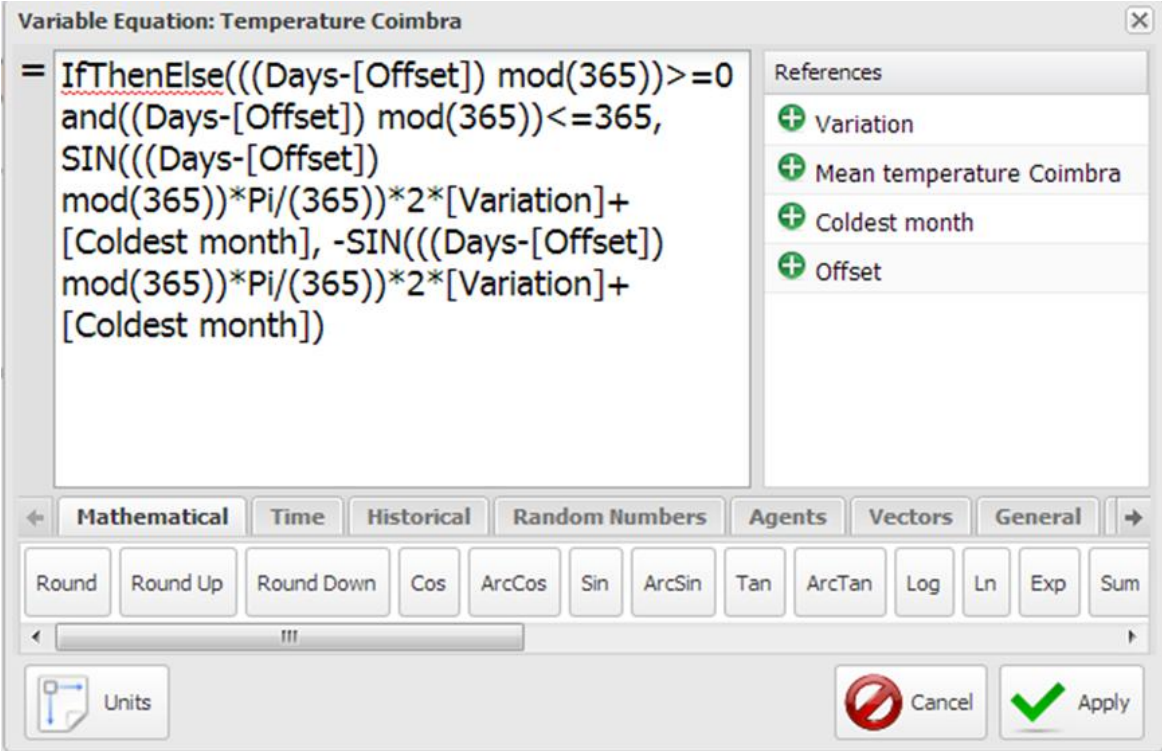 Variable Equation: Temperature Coimbra
= IfThenElse(((Days-[Offset]) mod(365))>=0
and((Days-[Offset]) mod(365))<=365,
SIN(((Days-[Offset])
mod(365))*Pi/(365))*2*[Variation]+
[Coldest month], -SIN(((Days-[Offset])
mod(365))*Pi/(365))*2*[Variation]+
[Coldest month])
References
Variation
Mean temperature Coimbra
Coldest month
Offset
Mathematical Time Historical Random Numbers Agents Vectors General
Round Round Up Round Down Cos ArcCos Sin ArcSin Tan ArcTan Log Ln Exp Sum
Units Cancel Apply